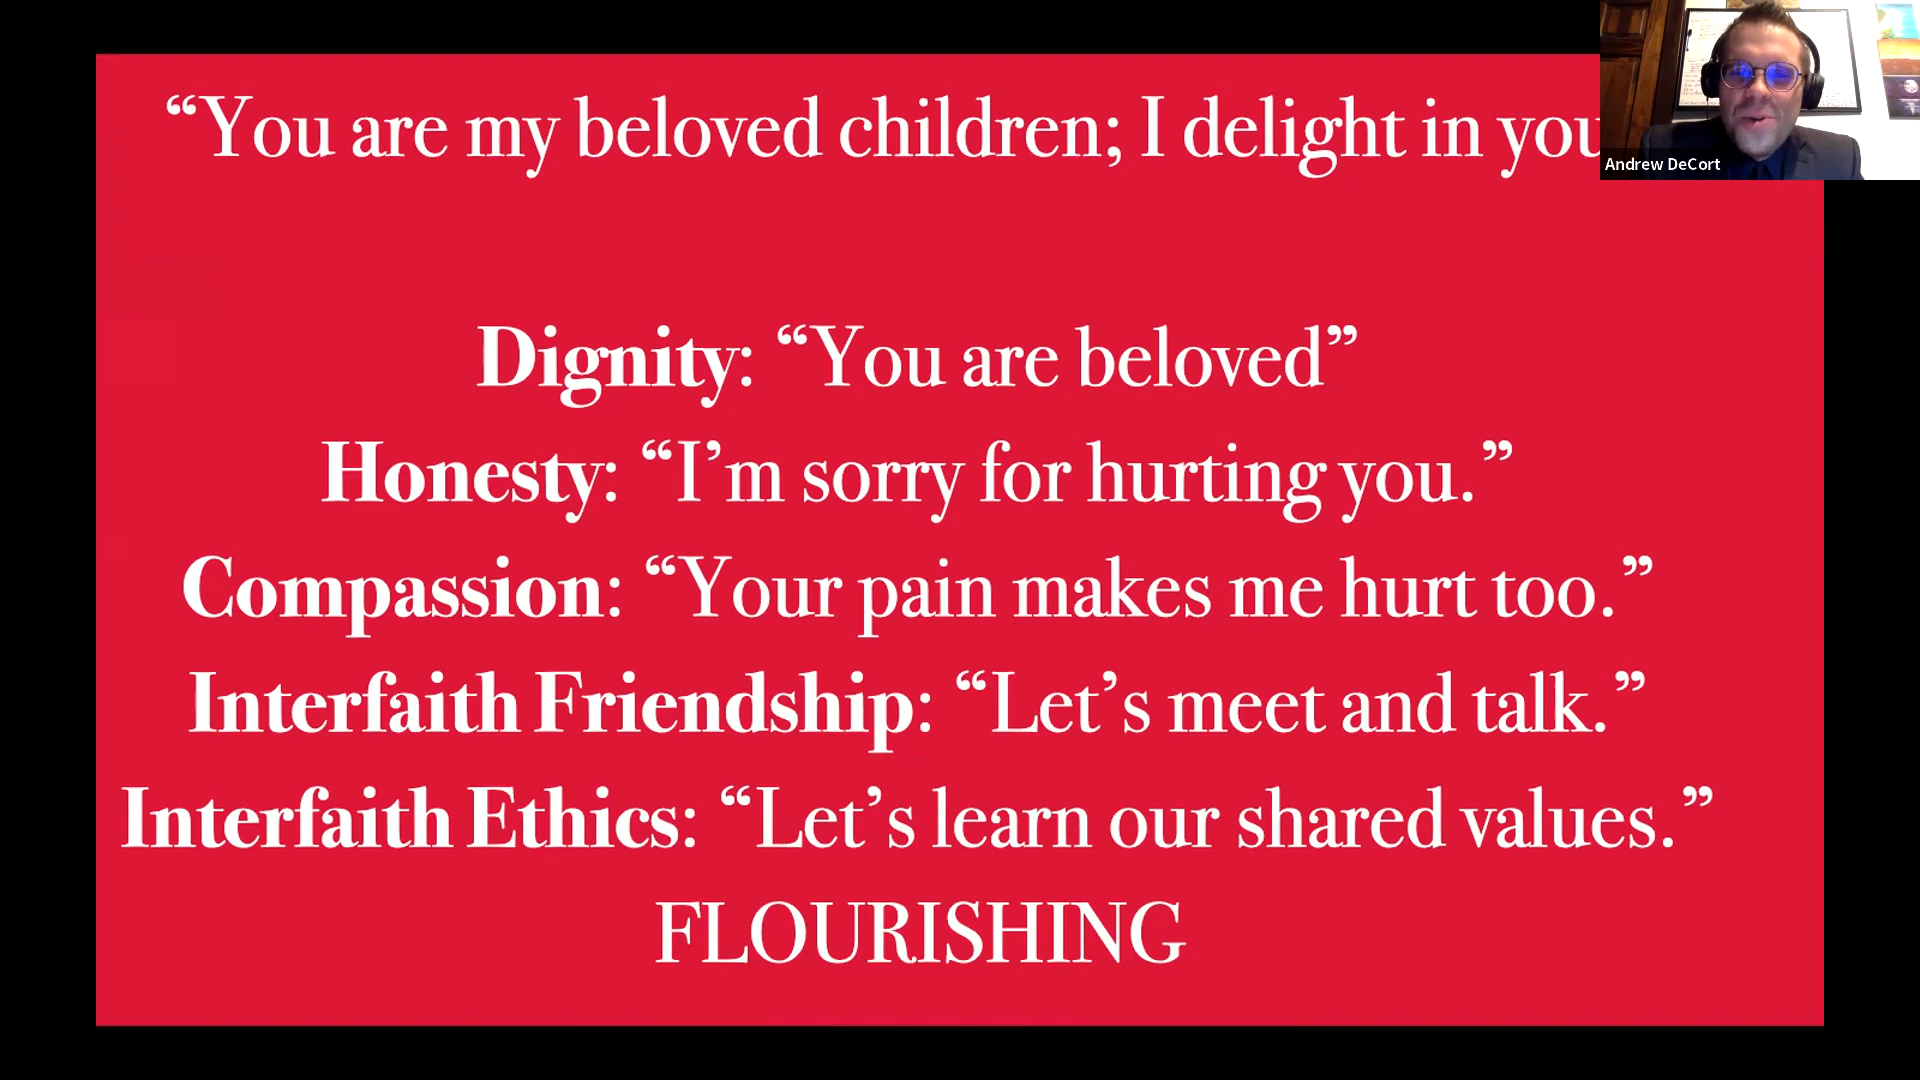 “You are my beloved children; I delight in you
Andrew DeCort
Dignity: “You are beloved”
Honesty: “I’m sorry for hurting you.”
Compassion: “Your pain makes me hurt too.”
Interfaith Friendship: “Let’s meet and talk.”
Interfaith Ethics: “Let’s learn our shared values.”
FLOURISHING